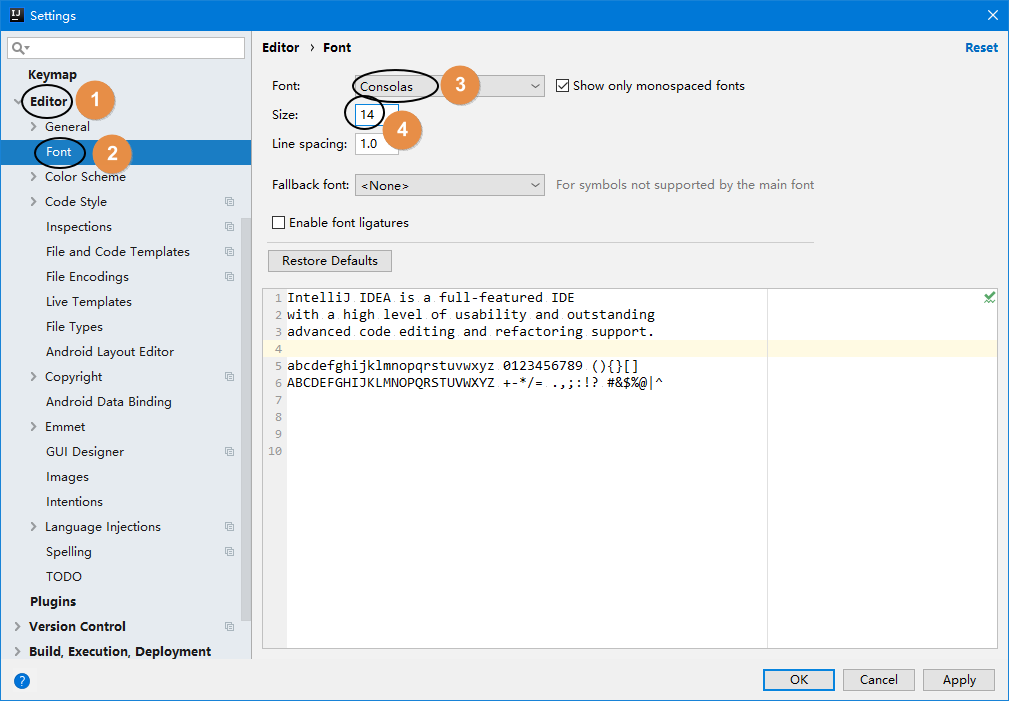 IJ Settings
Keymap
Editor 1
General
Font 2
Color Scheme
Code Style
Inspections
File and Code Templates
File Encodings
Live Templates
File Types
Android Layout Editor
Copyright
Android Data Binding
Emmet
GUI Designer
Images
Intentions
Language Injections
Spelling
TODO
Plugins
Version Control
Build, Execution, Deployment
?
Editor › Font Reset
Font: Consolas 3 Show only monospaced fonts
Size: 14 4
Line spacing: 1.0
Fallback font: <None> For symbols not supported by the main font
Enable font ligatures
Restore Defaults
1 IntelliJ IDEA is a full-featured IDE
2 with a high level of usability and outstanding
3 advanced code editing and refactoring support.
4
5 abcdefghijklmnopqrstuvwxyz 0123456789 (){}[]
6 ABCDEFGHIJKLMNOPQRSTUVWXYZ +-*/= .,;:!? #&$%@|^
7
8
9
10
OK Cancel Apply